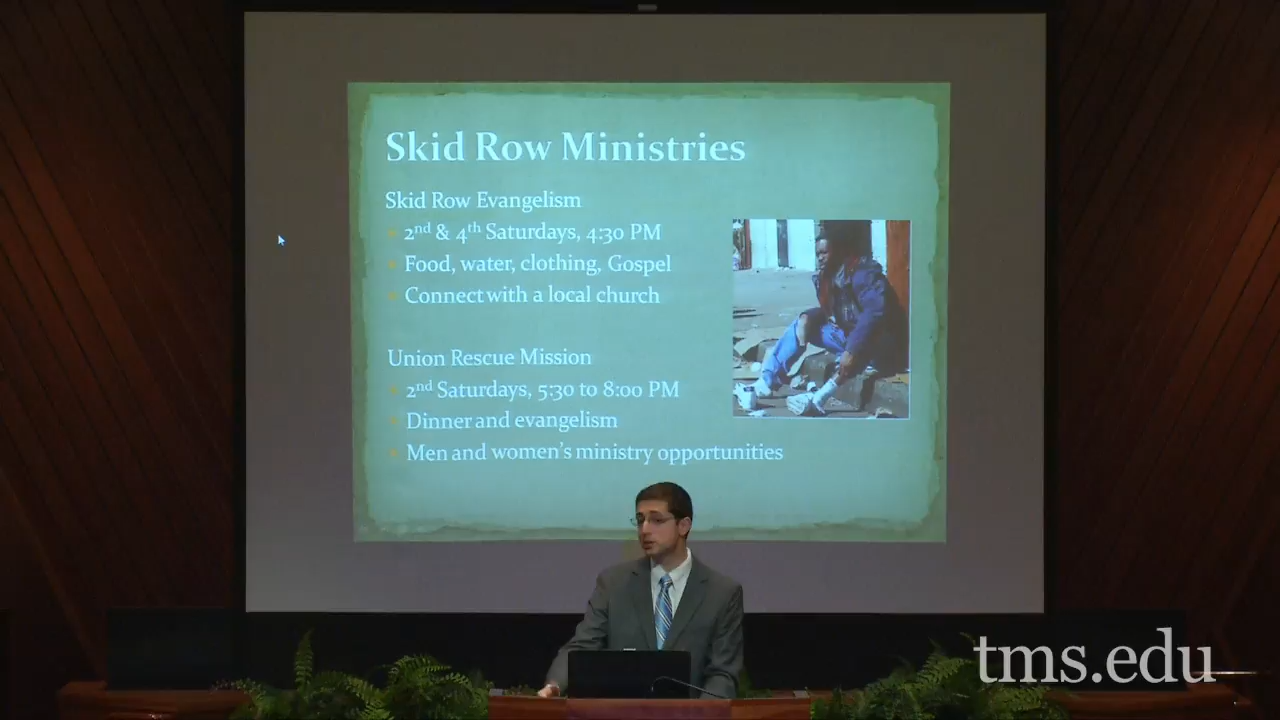 Skid Row Ministries
Skid Row Evangelism
2nd & 4th Saturdays, 4:30 PM
Food, water, clothing, Gospel
Connect with a local church
Union Rescue Mission
2nd Saturdays, 5:30 to 8:00 PM
Dinner and evangelism
Men and women's ministry opportunities
tms.edu